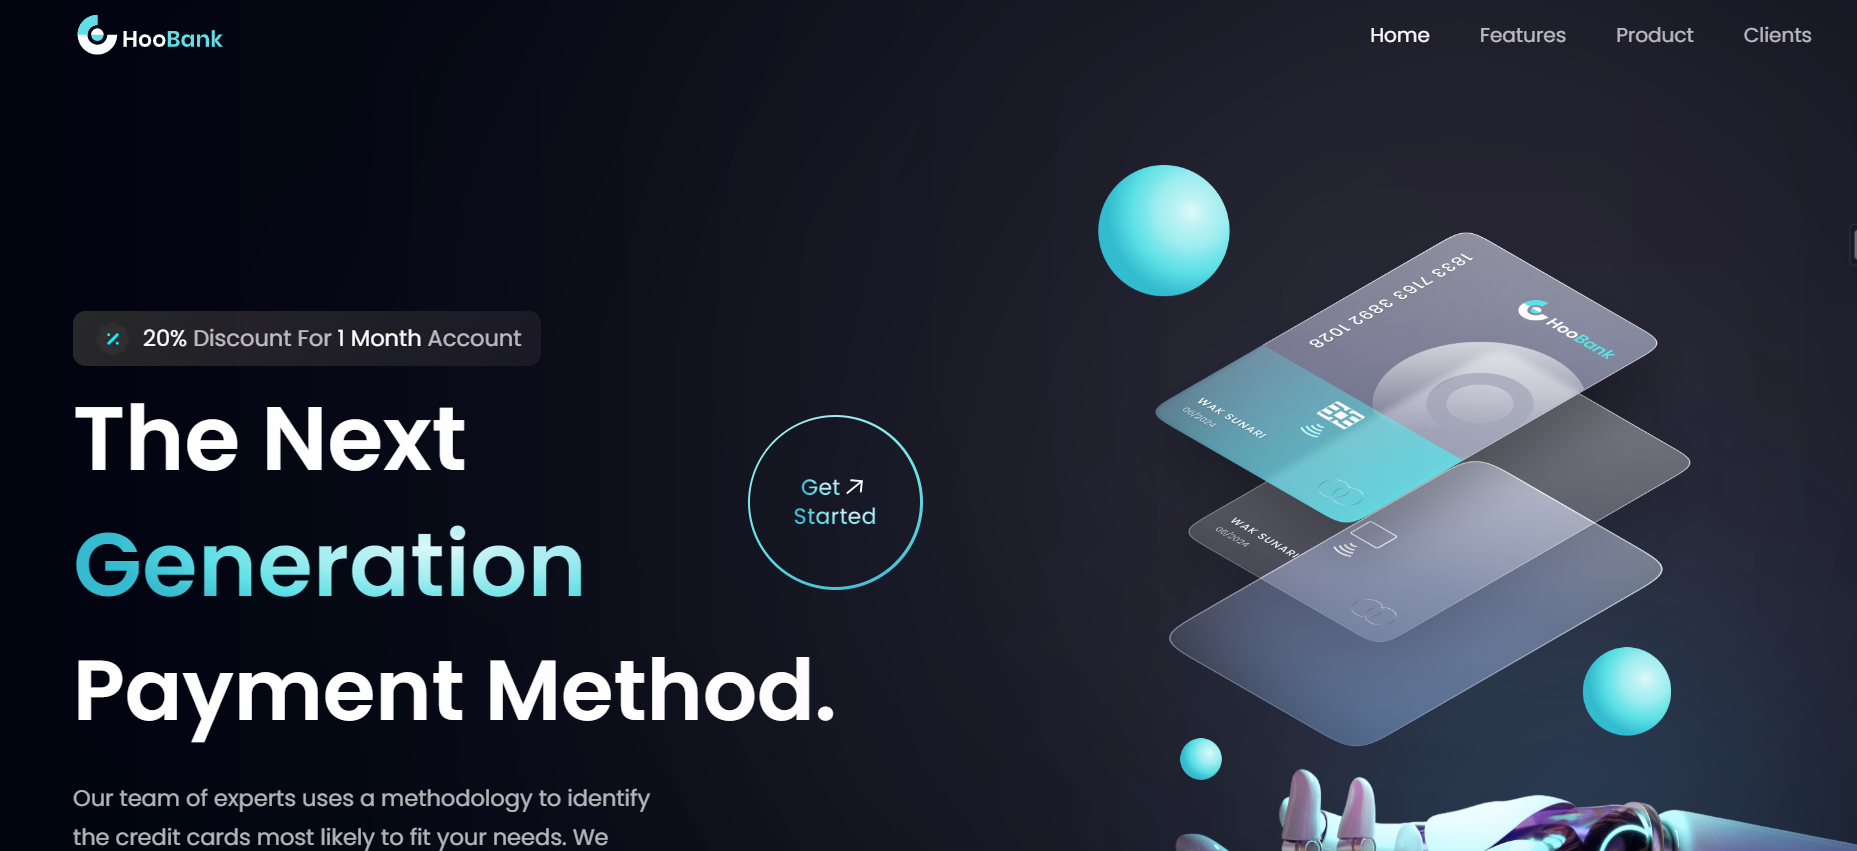 HooBank
Home
Features
Product
Clients
20% Discount For 1 Month Account
The Next
Get
Started
Generation
Payment Method.
Our team of experts uses a methodology to identify
the credit cards most likely to fit your needs. We
1833 7163 3892 1028
HooBank
WAK SUNARI
06/2024
WAK SUNARI
06/2024